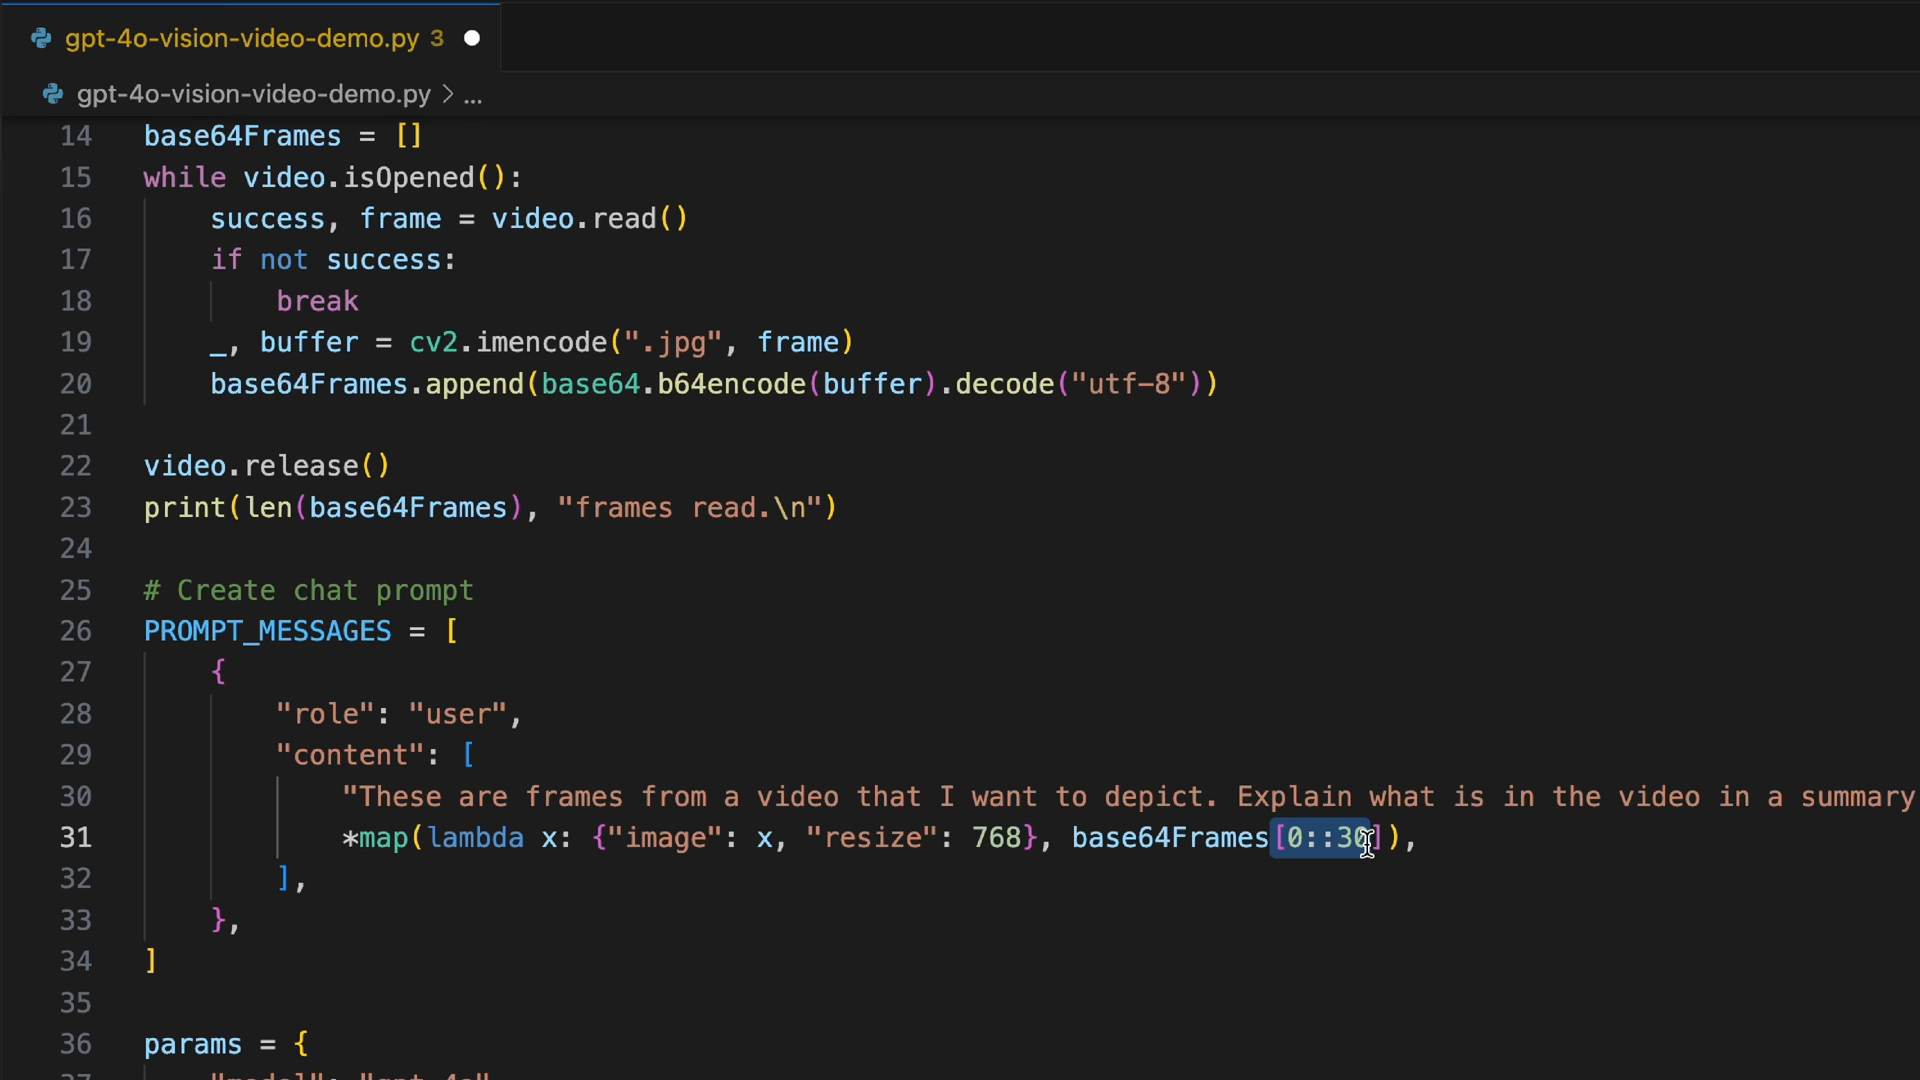 gpt-4o-vision-video-demo.py 3
gpt-4o-vision-video-demo.py > ...
14 base64Frames = []
15 while video.isOpened():
16     success, frame = video.read()
17     if not success:
18         break
19     _, buffer = cv2.imencode(".jpg", frame)
20     base64Frames.append(base64.b64encode(buffer).decode("utf-8"))
21
22 video.release()
23 print(len(base64Frames), "frames read.\n")
24
25 # Create chat prompt
26 PROMPT_MESSAGES = [
27     {
28         "role": "user",
29         "content": [
30             "These are frames from a video that I want to depict. Explain what is in the video in a summary
31             *map(lambda x: {"image": x, "resize": 768}, base64Frames[0::30]),
32         ],
33     },
34 ]
35
36 params = {
37     "model": "gpt-4o"